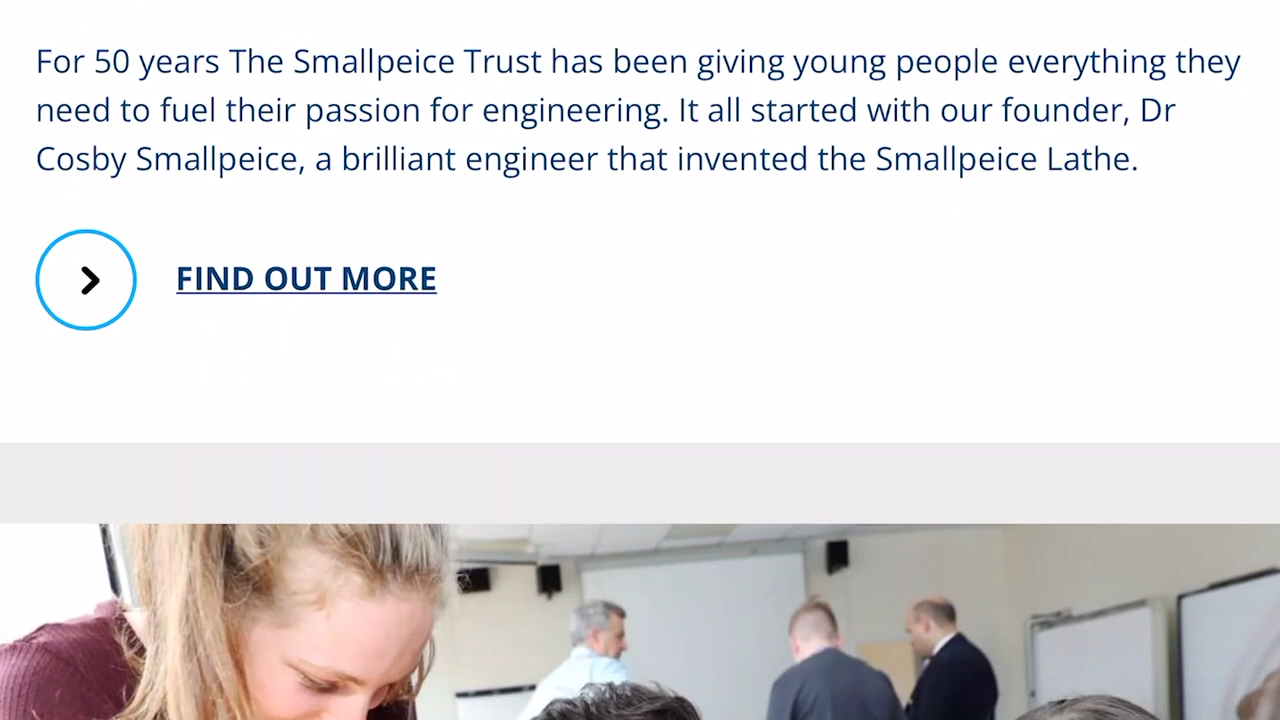 For 50 years The Smallpeice Trust has been giving young people everything they
need to fuel their passion for engineering. It all started with our founder, Dr
Cosby Smallpeice, a brilliant engineer that invented the Smallpeice Lathe.
FIND OUT MORE